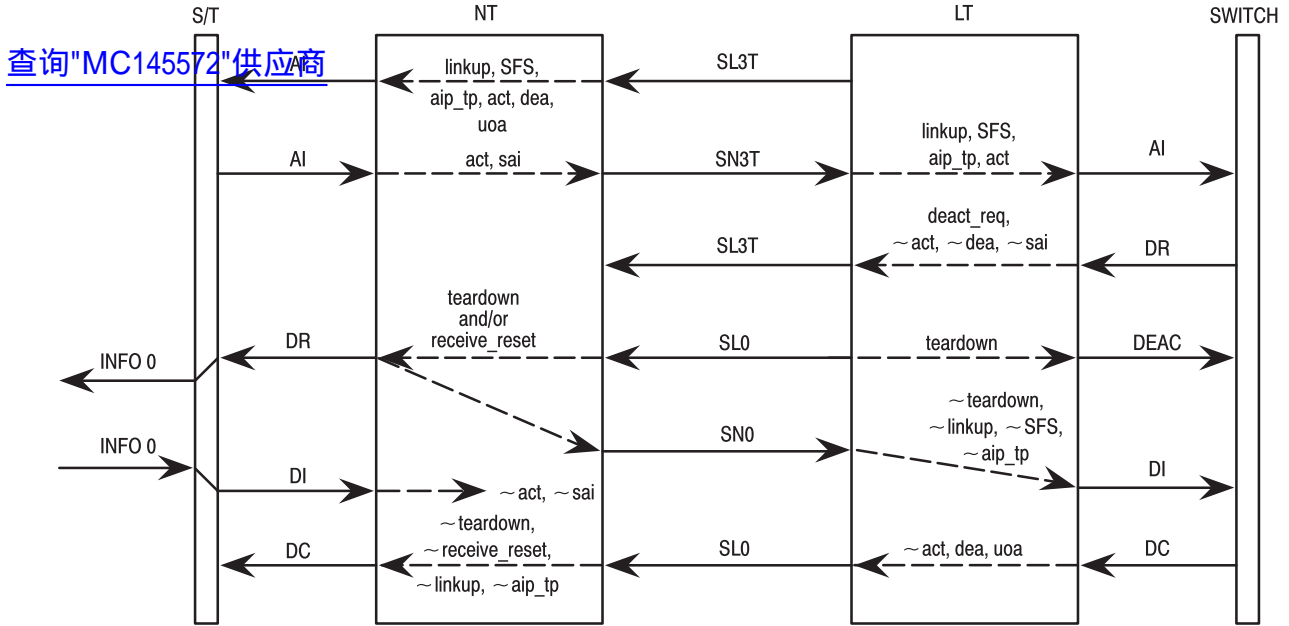 S/T
NT
LT
SWITCH
查询"MC145572"供应商
AI
linkup, SFS,
aip_tp, act, dea,
uoa
SL3T
AI
act, sai
SN3T
linkup, SFS,
aip_tp, act
AI
SL3T
deact_req,
~act, ~dea, ~sai
DR
INFO 0
DR
teardown
and/or
receive_reset
SL0
teardown
DEAC
INFO 0
DI
~act, ~sai
SN0
~teardown,
~linkup, ~SFS,
~aip_tp
DI
DC
~teardown,
~receive_reset,
~linkup, ~aip_tp
SL0
~act, dea, uoa
DC